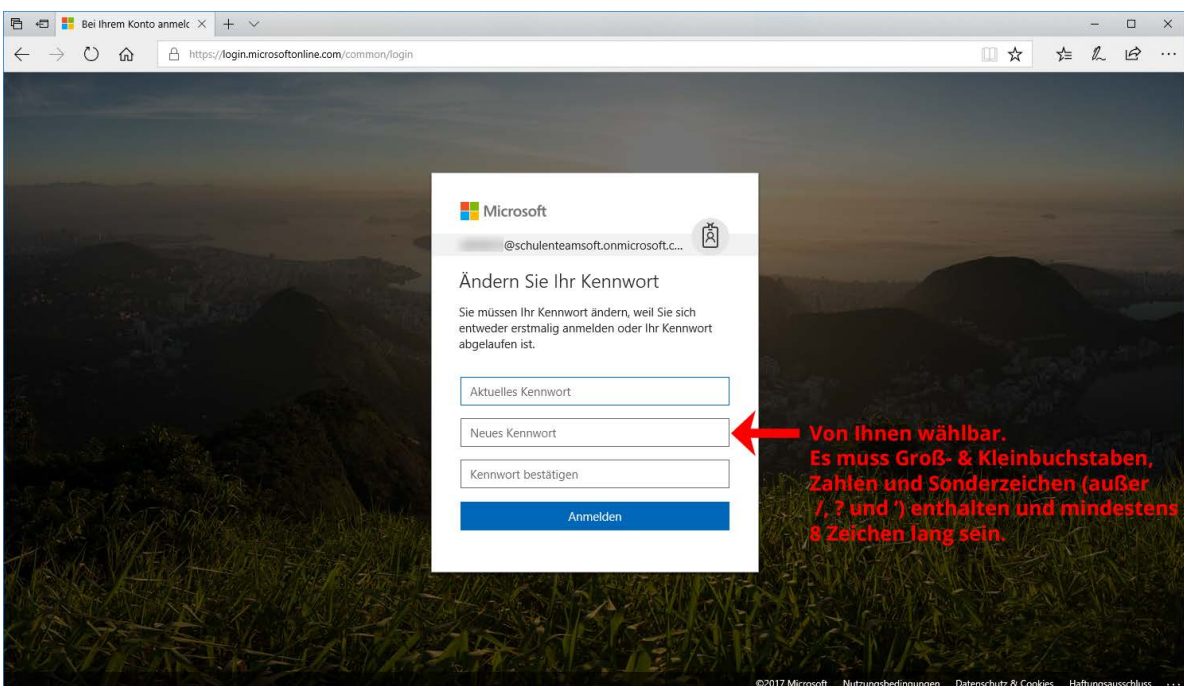 Bei Ihrem Konto anmelc
https://login.microsoftonline.com/common/login
Microsoft
@schulenteamsoft.onmicrosoft.c...
Ändern Sie Ihr Kennwort
Sie müssen Ihr Kennwort ändern, weil Sie sich
entweder erstmalig anmelden oder Ihr Kennwort
abgelaufen ist.
Aktuelles Kennwort
Neues Kennwort
Kennwort bestätigen
Anmelden
Von Ihnen wählbar.
Es muss Groß- & Kleinbuchstaben,
Zahlen und Sonderzeichen (außer
/, ? und ‘) enthalten und mindestens
8 Zeichen lang sein.
©2017 Microsoft Nutzungsbedingungen Datenschutz & Cookies Haftungsausschluss ...